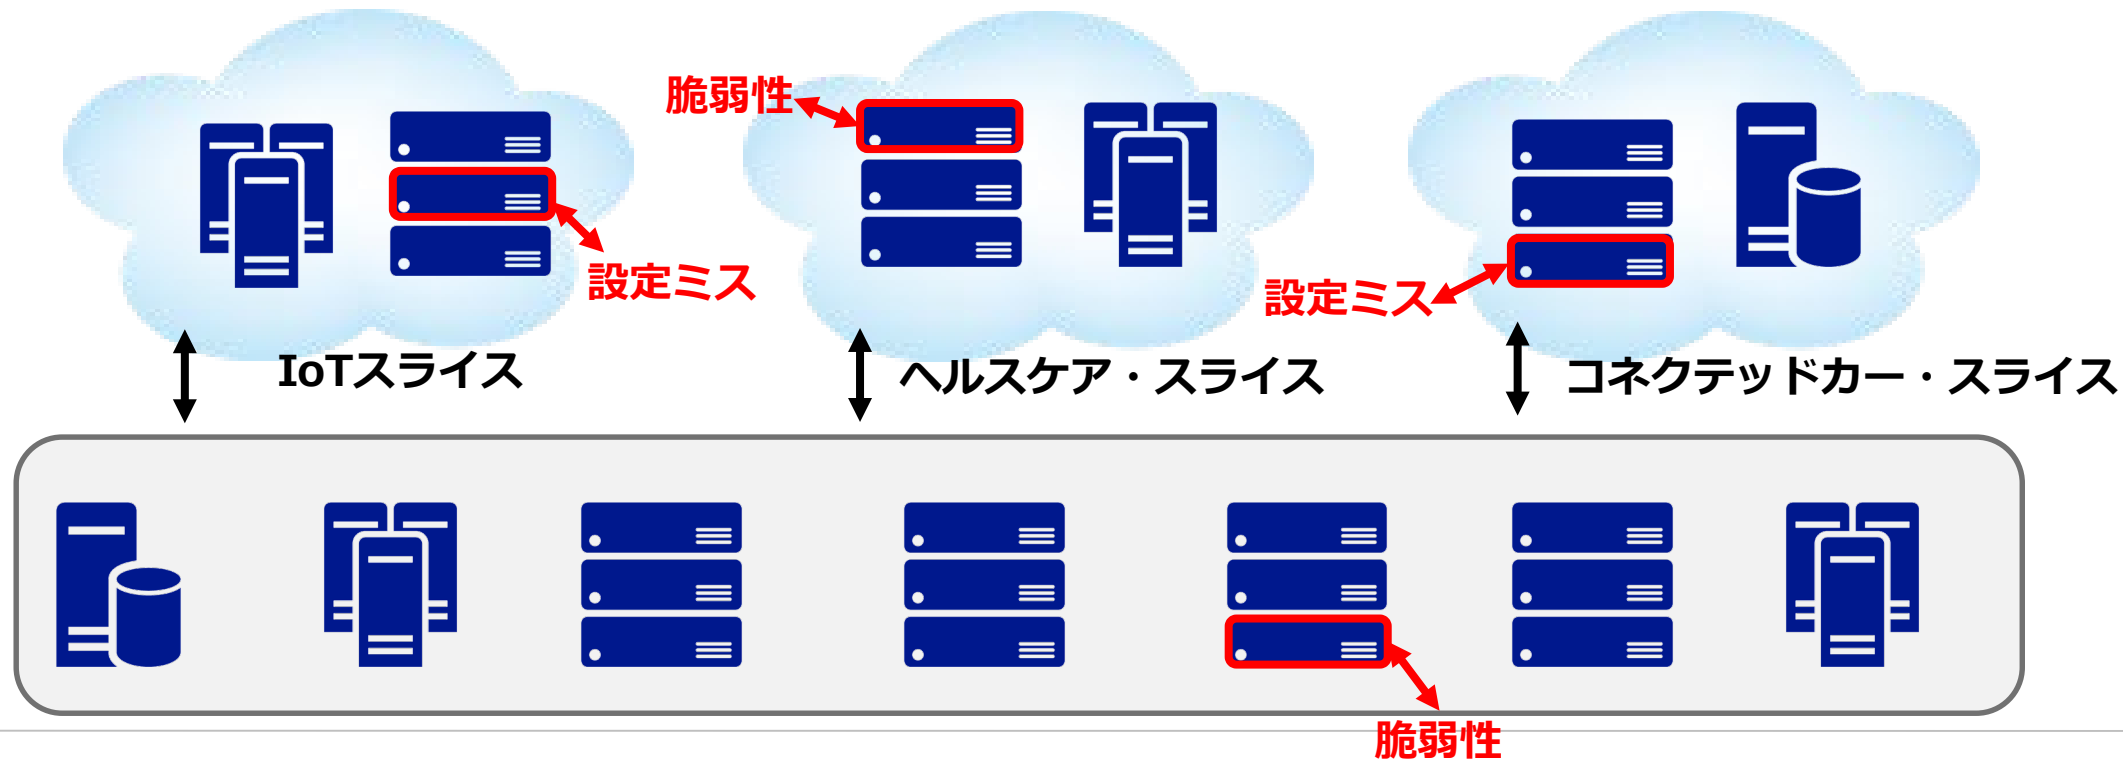 脆弱性
設定ミス
設定ミス
IoTスライス
ヘルスケア・スライス
コネクテッドカー・スライス
脆弱性